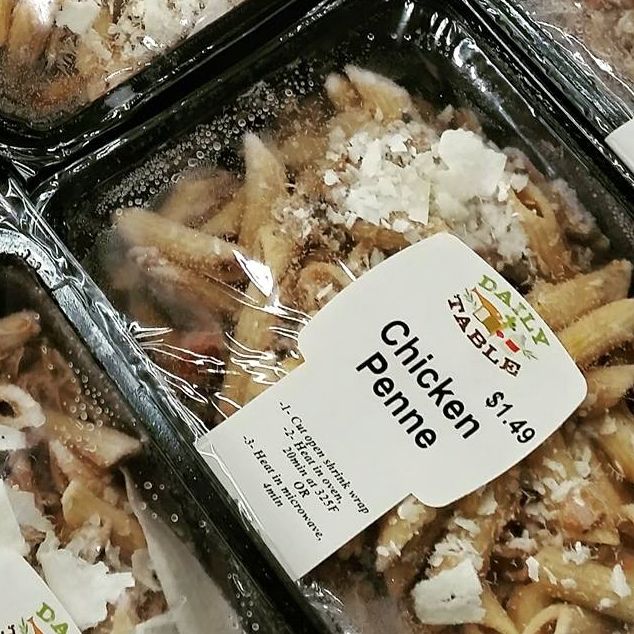 DAILY
TABLE
Chicken
Penne
$1.49
-1- Cut open shrink wrap
-2- Heat in oven,
20min at 325F
OR
-3- Heat in microwave,
4min
DA